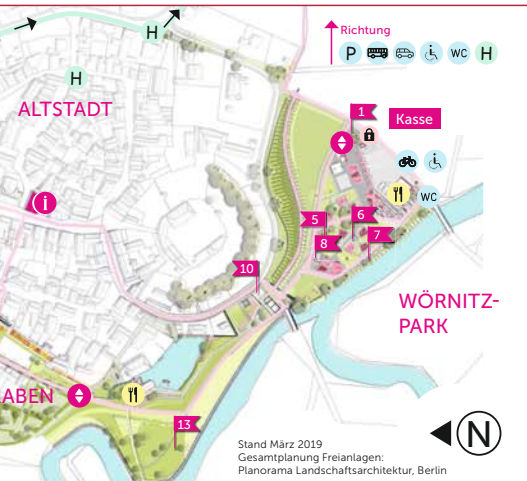 Richtung
P WC H
H
H
ALTSTADT
1
Kasse
i
WC
5
6
7
8
10
WÖRNITZ-
PARK
ABEN
13
N
Stand März 2019
Gesamtplanung Freianlagen:
Planorama Landschaftsarchitektur, Berlin